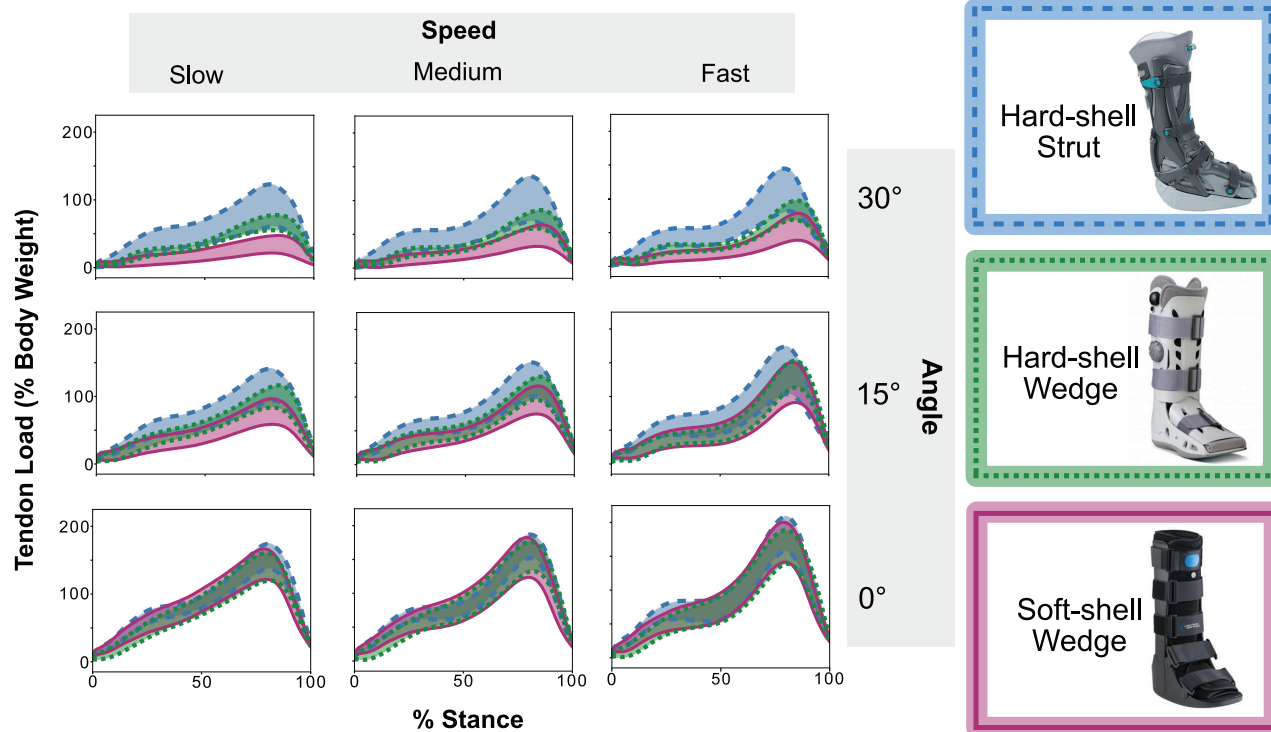 Speed
Slow Medium Fast
Tendon Load (% Body Weight)
200
100
0
30°
200
100
0
15°
200
100
0
0°
Angle
0 50 100
0 50 100
0 50 100
% Stance
Hard-shell
Strut
Hard-shell
Wedge
Soft-shell
Wedge